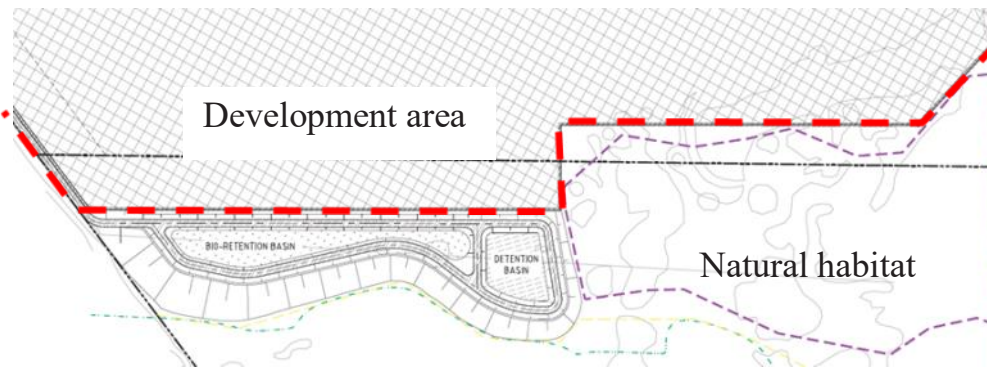 Development area
BIO-RETENTION BASIN
DETENTION
BASIN
Natural habitat